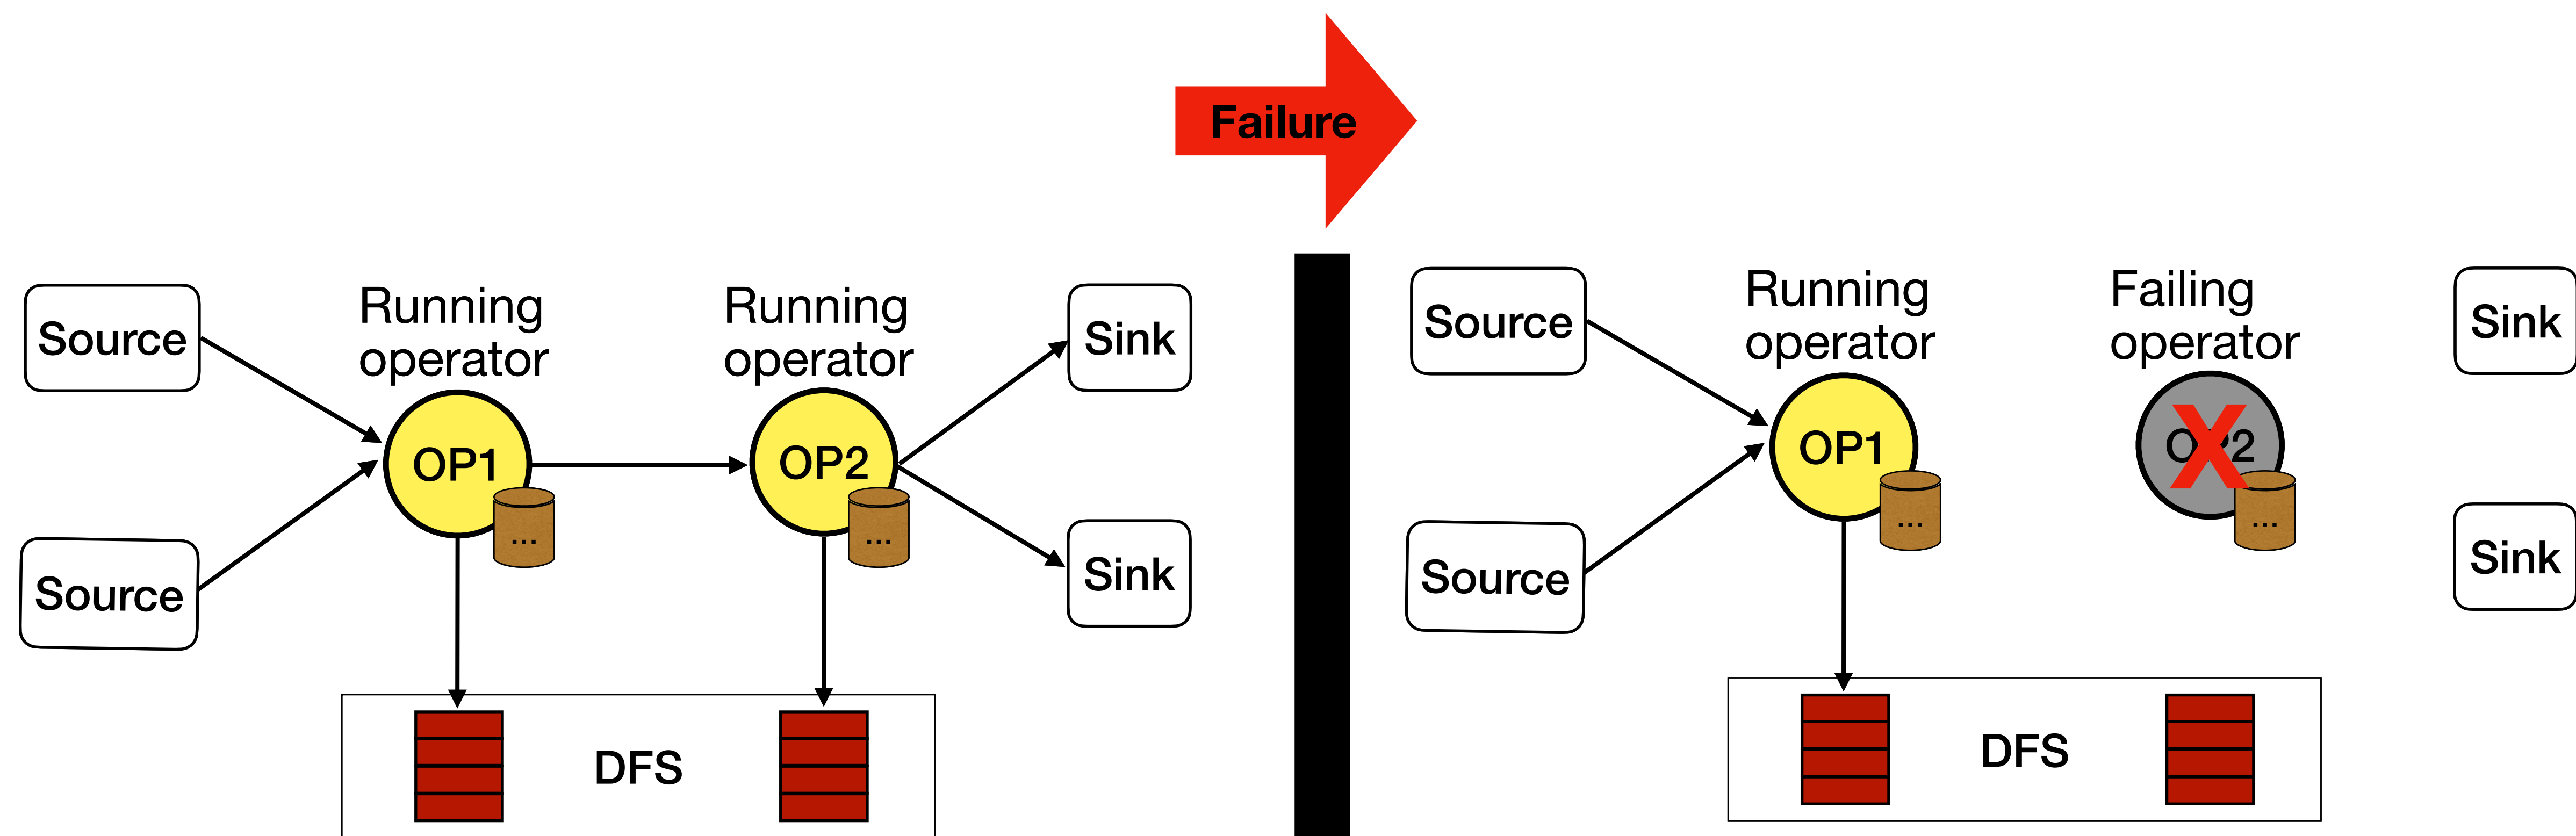 Failure
Source
Running
operator
OP1
...
Source
Running
operator
OP2
...
Sink
Sink
DFS
Source
Running
operator
OP1
...
Source
Failing
operator
OP2
X
...
Sink
Sink
DFS